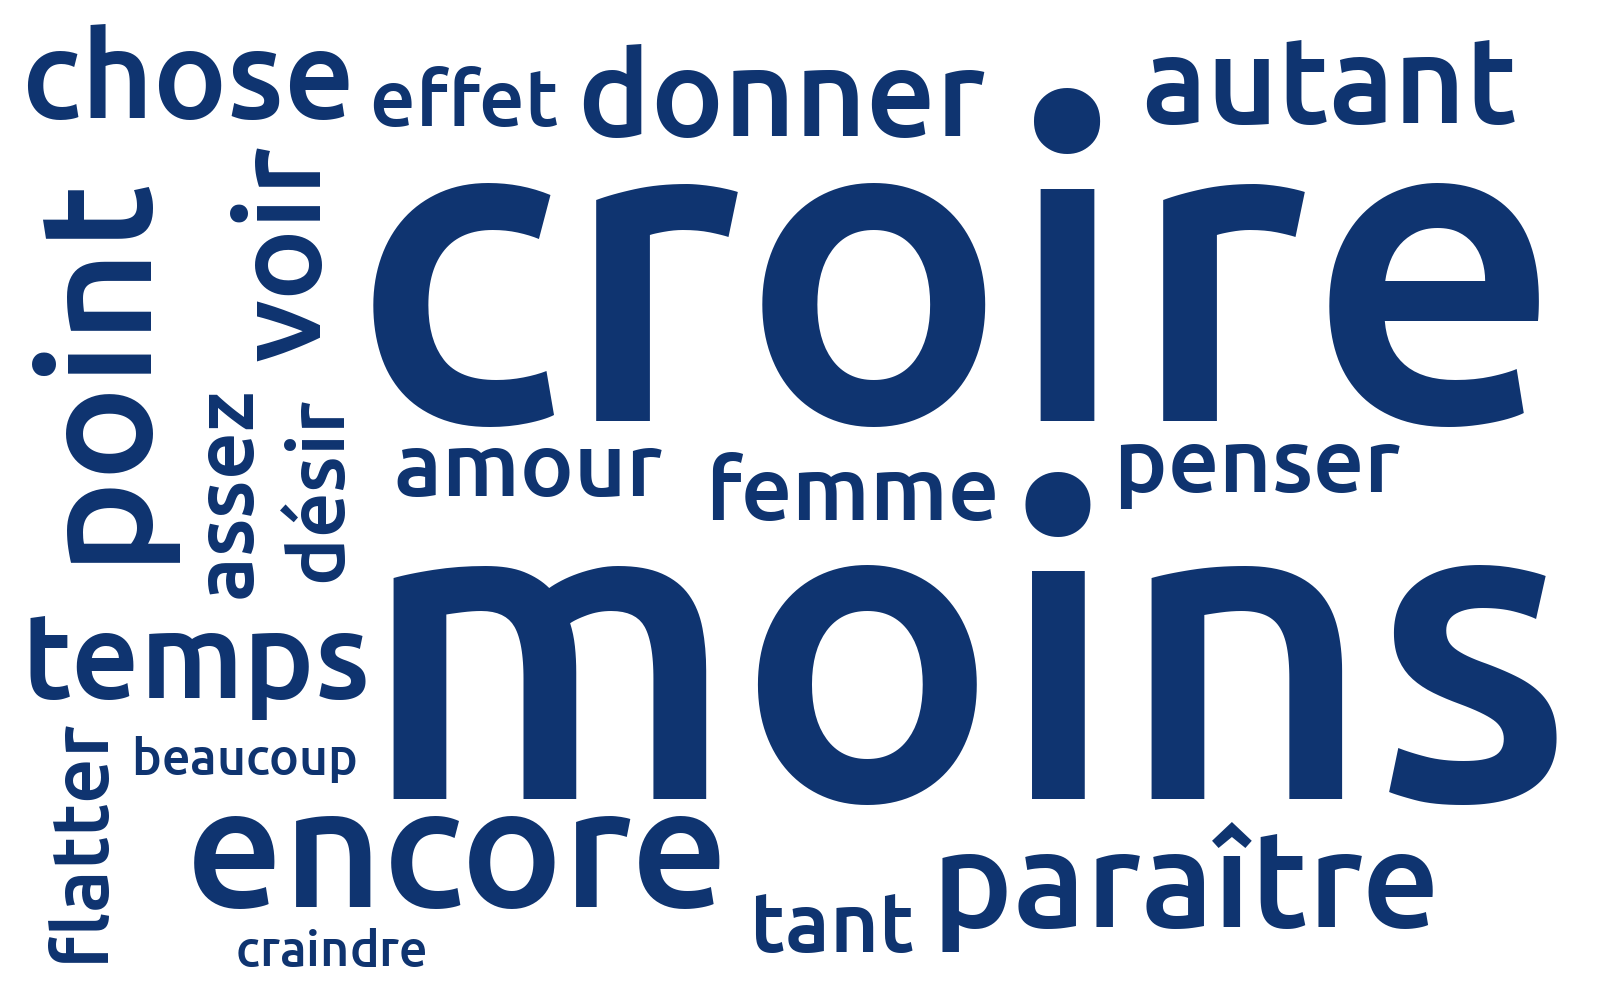 chose
effet
donner
autant
croire
voir
point
assez
désir
amour
femme
penser
moins
temps
beaucoup
flatter
encore
paraître
tant
craindre